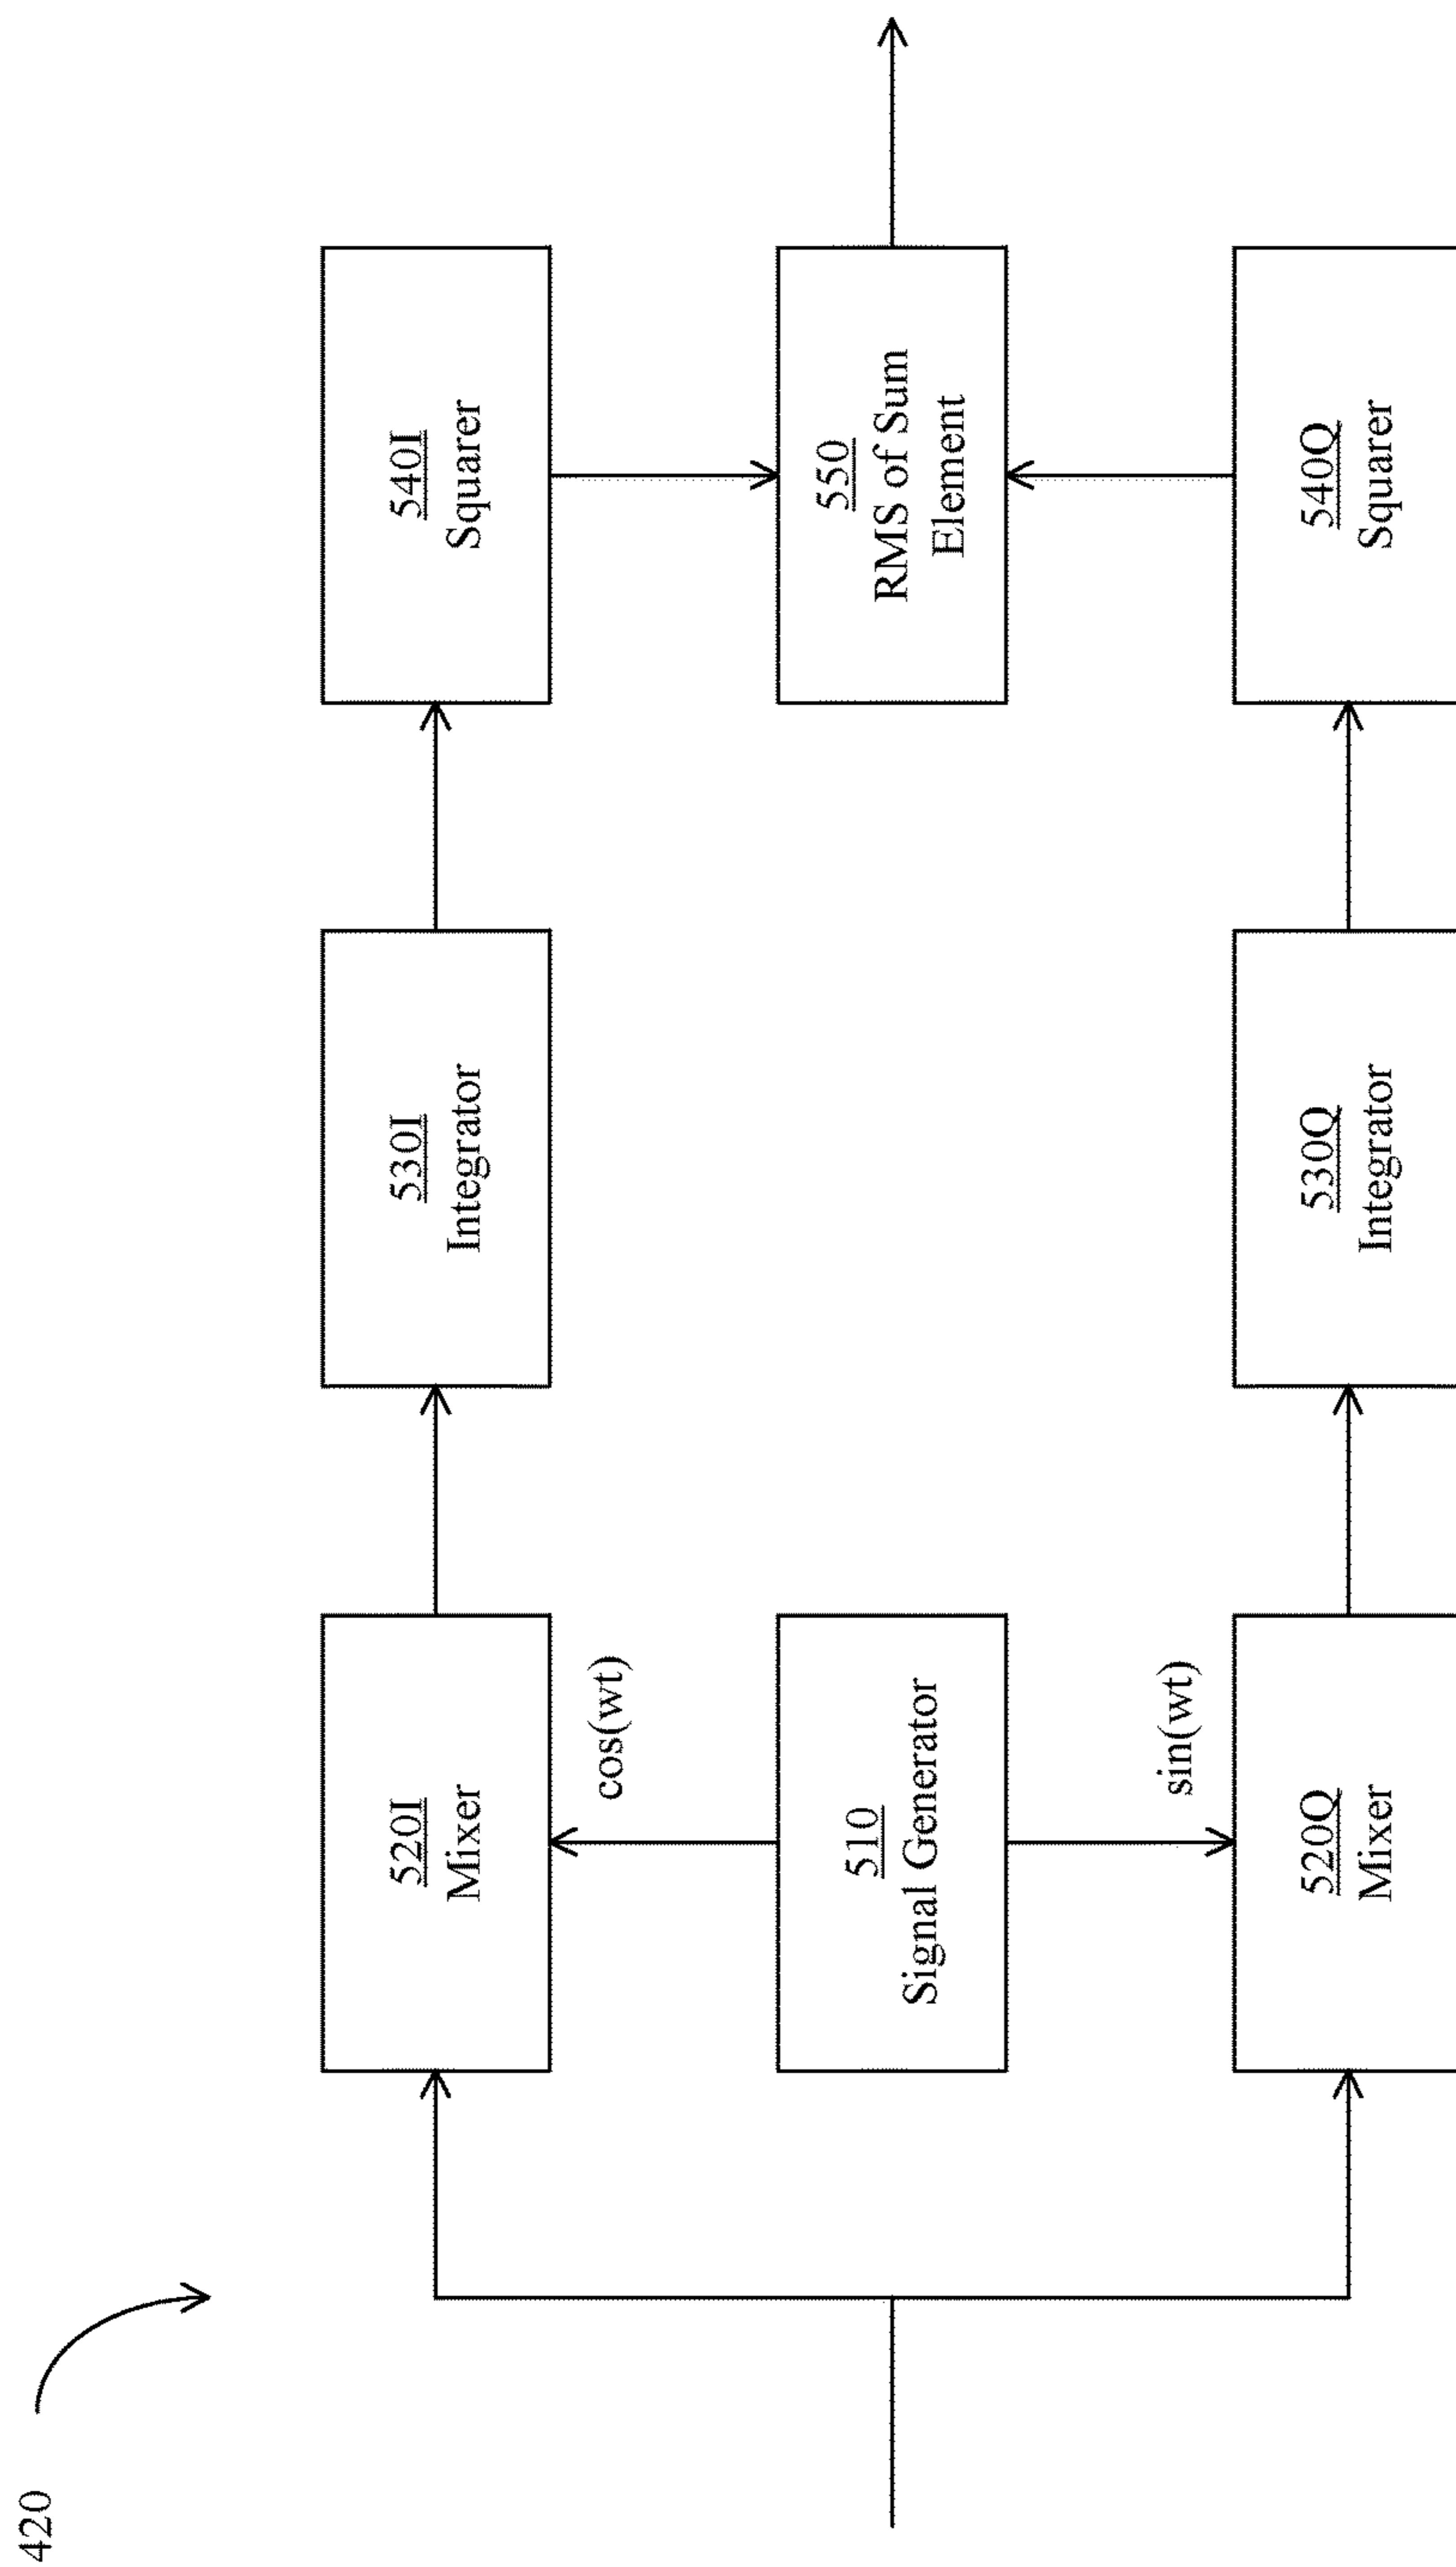 420
520I
Mixer
530I
Integrator
540I
Squarer
cos(wt)
510
Signal Generator
550
RMS of Sum
Element
sin(wt)
520Q
Mixer
530Q
Integrator
540Q
Squarer